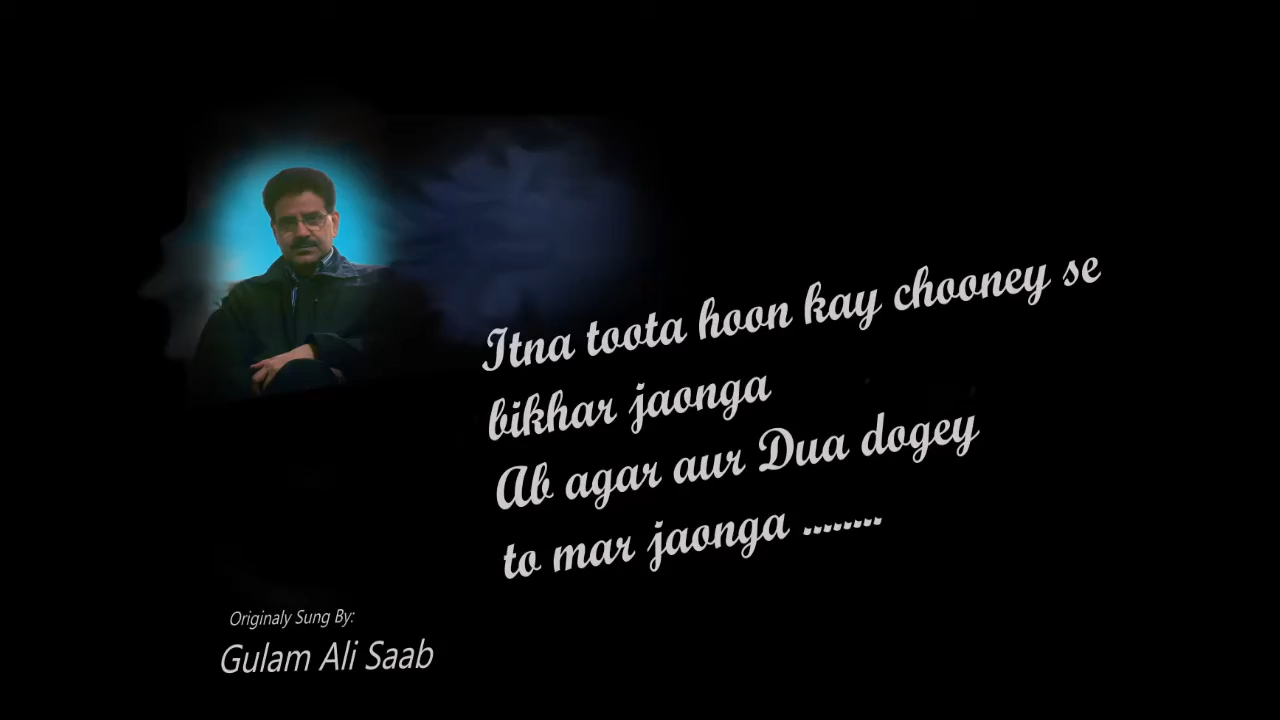 Itna toota hoon kay chooney se
bikhar jaonga
Ab agar aur Dua dogey
to mar jaonga ........
Originaly Sung By:
Gulam Ali Saab